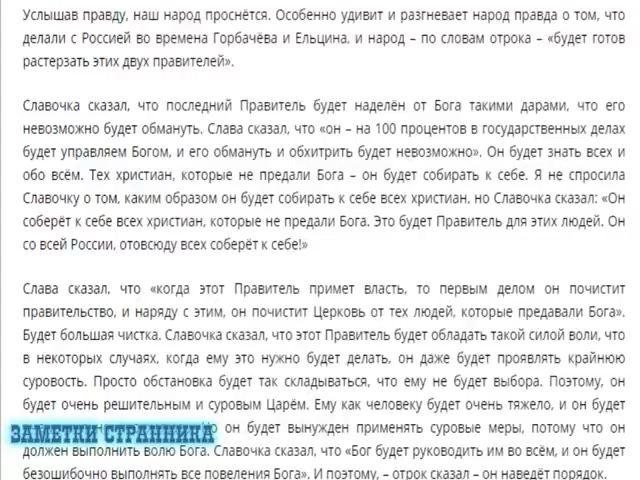 Услышав правду, наш народ проснётся. Особенно удивит и разгневает народ правда о том, что
делали с Россией во времена Горбачёва и Ельцина, и народ – по словам отрока – «будет готов
растерзать этих двух правителей».
Славочка сказал, что последний Правитель будет наделён от Бога такими дарами, что его
невозможно будет обмануть. Слава сказал, что «он – на 100 процентов в государственных делах
будет управляем Богом, и его обмануть и обхитрить будет невозможно». Он будет знать всех и
обо всём. Тех христиан, которые не предали Бога – он будет собирать к себе. Я не спросила
Славочку о том, каким образом он будет собирать к себе всех христиан, но Славочка сказал: «Он
соберёт к себе всех христиан, которые не предали Бога. Это будет Правитель для этих людей. Он
со всей России, отовсюду всех соберёт к себе!»
Слава сказал, что «когда этот Правитель примет власть, то первым делом он почистит
правительство, и наряду с этим, он почистит Церковь от тех людей, которые предавали Бога».
Будет большая чистка. Славочка сказал, что этот Правитель будет обладать такой силой воли, что
в некоторых случаях, когда ему это нужно будет делать, он даже будет проявлять крайнюю
суровость. Просто обстановка будет так складываться, что ему не будет выбора. Поэтому, он
будет очень решительным и суровым Царём. Ему как человеку будет очень тяжело, и он будет
ЗАМЕТКИ СТРАННИКА он будет вынужден применять суровые меры, потому что он
должен выполнять волю Бога. Славочка сказал, что «Бог будет руководить им во всём, и он будет
безошибочно выполнять все повеления Бога». И поэтому, – отрок сказал – он наведёт порядок.